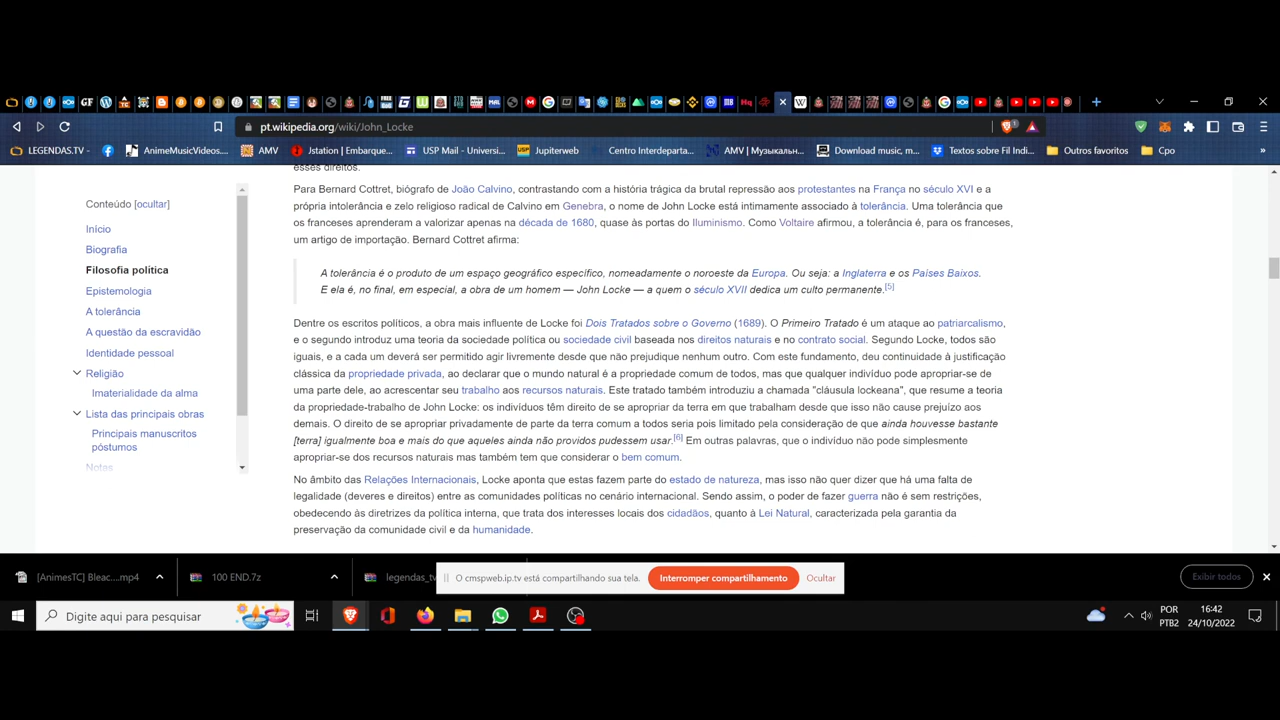 pt.wikipedia.org/wiki/John_Locke
LEGENDAS.TV - AnimeMusicVideos... AMV Jstation | Embarque... USP Mail - Universi... Jupiterweb Centro Interdeparta... AMV | Музыкальн... Download music, m... Textos sobre Fil Indi... Outros favoritos Cpo
esses direitos.
Conteúdo [ocultar]
Início
Biografia
Filosofia política
Epistemologia
A tolerância
A questão da escravidão
Identidade pessoal
Religião
Imaterialidade da alma
Lista das principais obras
Principais manuscritos
póstumos
Notas
Para Bernard Cottret, biógrafo de João Calvino, contrastando com a história trágica da brutal repressão aos protestantes na França no século XVI e a
própria intolerância e zelo religioso radical de Calvino em Genebra, o nome de John Locke está intimamente associado à tolerância. Uma tolerância que
os franceses aprenderam a valorizar apenas na década de 1680, quase às portas do Iluminismo. Como Voltaire afirmou, a tolerância é, para os franceses,
um artigo de importação. Bernard Cottret afirma:
A tolerância é o produto de um espaço geográfico específico, nomeadamente o noroeste da Europa. Ou seja: a Inglaterra e os Países Baixos.
E ela é, no final, em especial, a obra de um homem — John Locke — a quem o século XVII dedica um culto permanente.[5]
Dentre os escritos políticos, a obra mais influente de Locke foi Dois Tratados sobre o Governo (1689). O Primeiro Tratado é um ataque ao patriarcalismo,
e o segundo introduz uma teoria da sociedade política ou sociedade civil baseada nos direitos naturais e no contrato social. Segundo Locke, todos são
iguais, e a cada um deverá ser permitido agir livremente desde que não prejudique nenhum outro. Com este fundamento, deu continuidade à justificação
clássica da propriedade privada, ao declarar que o mundo natural é a propriedade comum de todos, mas que qualquer indivíduo pode apropriar-se de
uma parte dele, ao acrescentar seu trabalho aos recursos naturais. Este tratado também introduziu a chamada "cláusula lockeana", que resume a teoria
da propriedade-trabalho de John Locke: os indivíduos têm direito de se apropriar da terra em que trabalham desde que isso não cause prejuízo aos
demais. O direito de se apropriar privadamente de parte da terra comum a todos seria pois limitado pela consideração de que ainda houvesse bastante
[terra] igualmente boa e mais do que aqueles ainda não providos pudessem usar.[6] Em outras palavras, que o indivíduo não pode simplesmente
apropriar-se dos recursos naturais mas também tem que considerar o bem comum.
No âmbito das Relações Internacionais, Locke aponta que estas fazem parte do estado de natureza, mas isso não quer dizer que há uma falta de
legalidade (deveres e direitos) entre as comunidades políticas no cenário internacional. Sendo assim, o poder de fazer guerra não é sem restrições,
obedecendo às diretrizes da política interna, que trata dos interesses locais dos cidadãos, quanto à Lei Natural, caracterizada pela garantia da
preservação da comunidade civil e da humanidade.
[AnimesTC] Bleac....mp4 100 END.7z legendas_tv O cmspweb.ip.tv está compartilhando sua tela. Interromper compartilhamento Ocultar Exibir todos
Digite aqui para pesquisar
POR
PTB2
16:42
24/10/2022